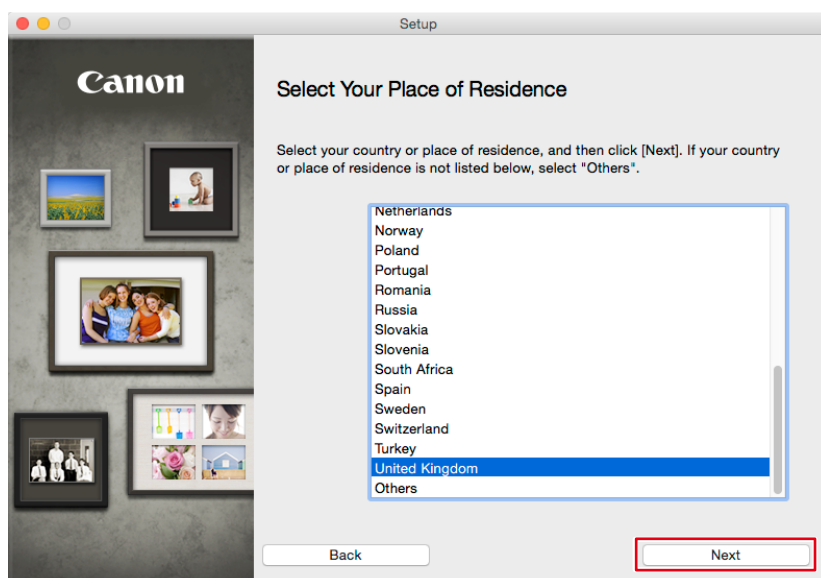 Setup
Canon
Select Your Place of Residence
Select your country or place of residence, and then click [Next]. If your country
or place of residence is not listed below, select "Others".
Netherlands
Norway
Poland
Portugal
Romania
Russia
Slovakia
Slovenia
South Africa
Spain
Sweden
Switzerland
Turkey
United Kingdom
Others
Back
Next